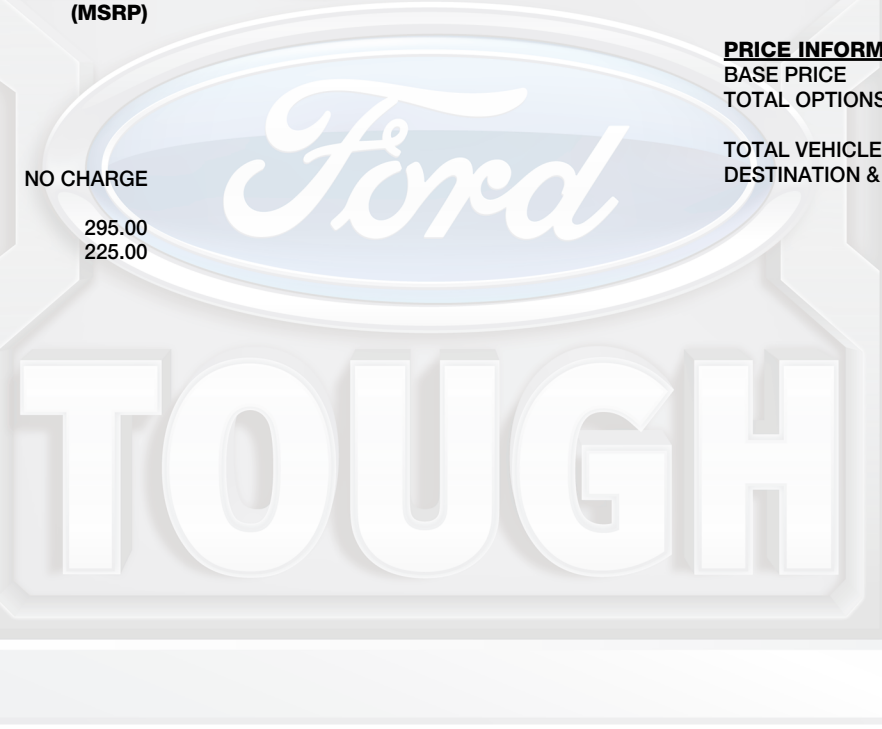 (MSRP)
NO CHARGE
295.00
225.00
PRICE INFORM
BASE PRICE
TOTAL OPTIONS
TOTAL VEHICLE
DESTINATION &
Ford
TOUGH